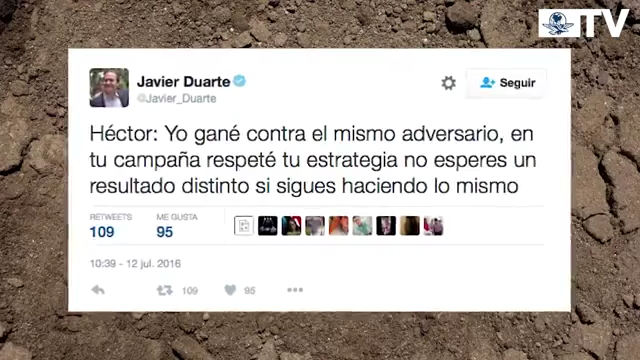 TV
Javier Duarte
@Javier_Duarte
Seguir
Héctor: Yo gané contra el mismo adversario, en
tu campaña respeté tu estrategia no esperes un
resultado distinto si sigues haciendo lo mismo
RETWEETS
109
ME GUSTA
95
10:39 - 12 jul. 2016
109
95